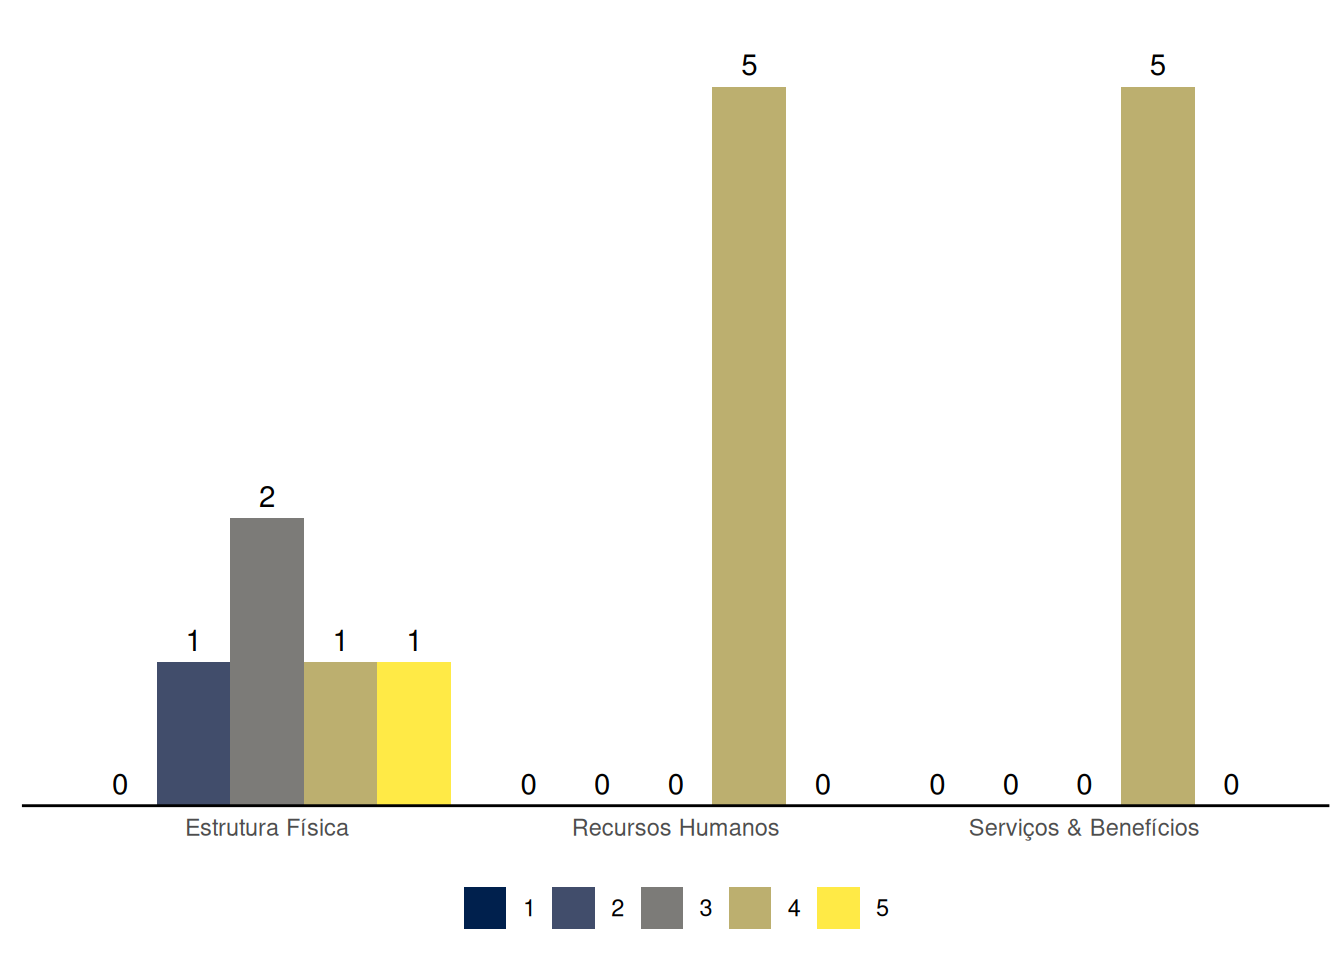 5 5
2
1 1 1
0 0 0 0 0 0 0 0 0
Estrutura Física Recursos Humanos Serviços & Benefícios
1 2 3 4 5